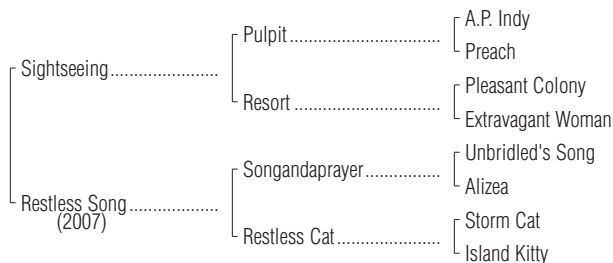 A.P. Indy
Pulpit
Preach
Sightseeing
Pleasant Colony
Resort
Extravagant Woman
Unbridled's Song
Songandaprayer
Alizea
Restless Song
(2007)
Storm Cat
Restless Cat
Island Kitty